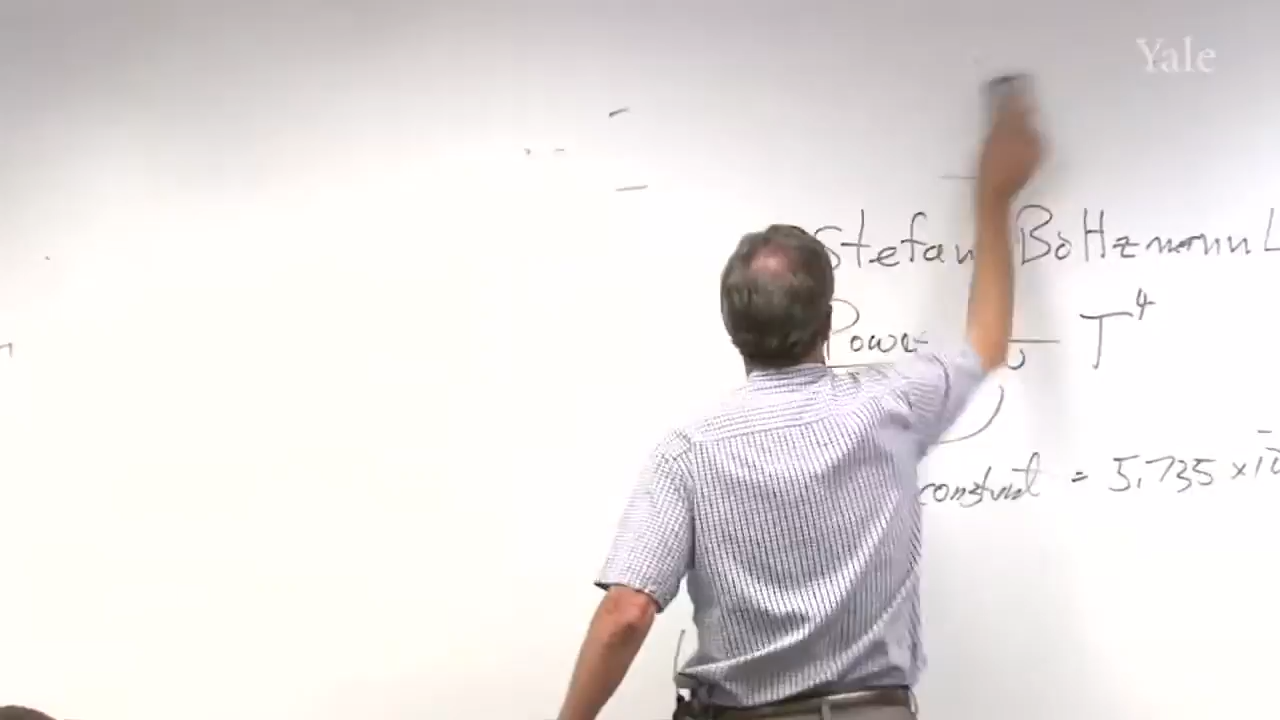 Yale
Stefan Boltzmann L
Power T⁴
constant = 5.735 x 10